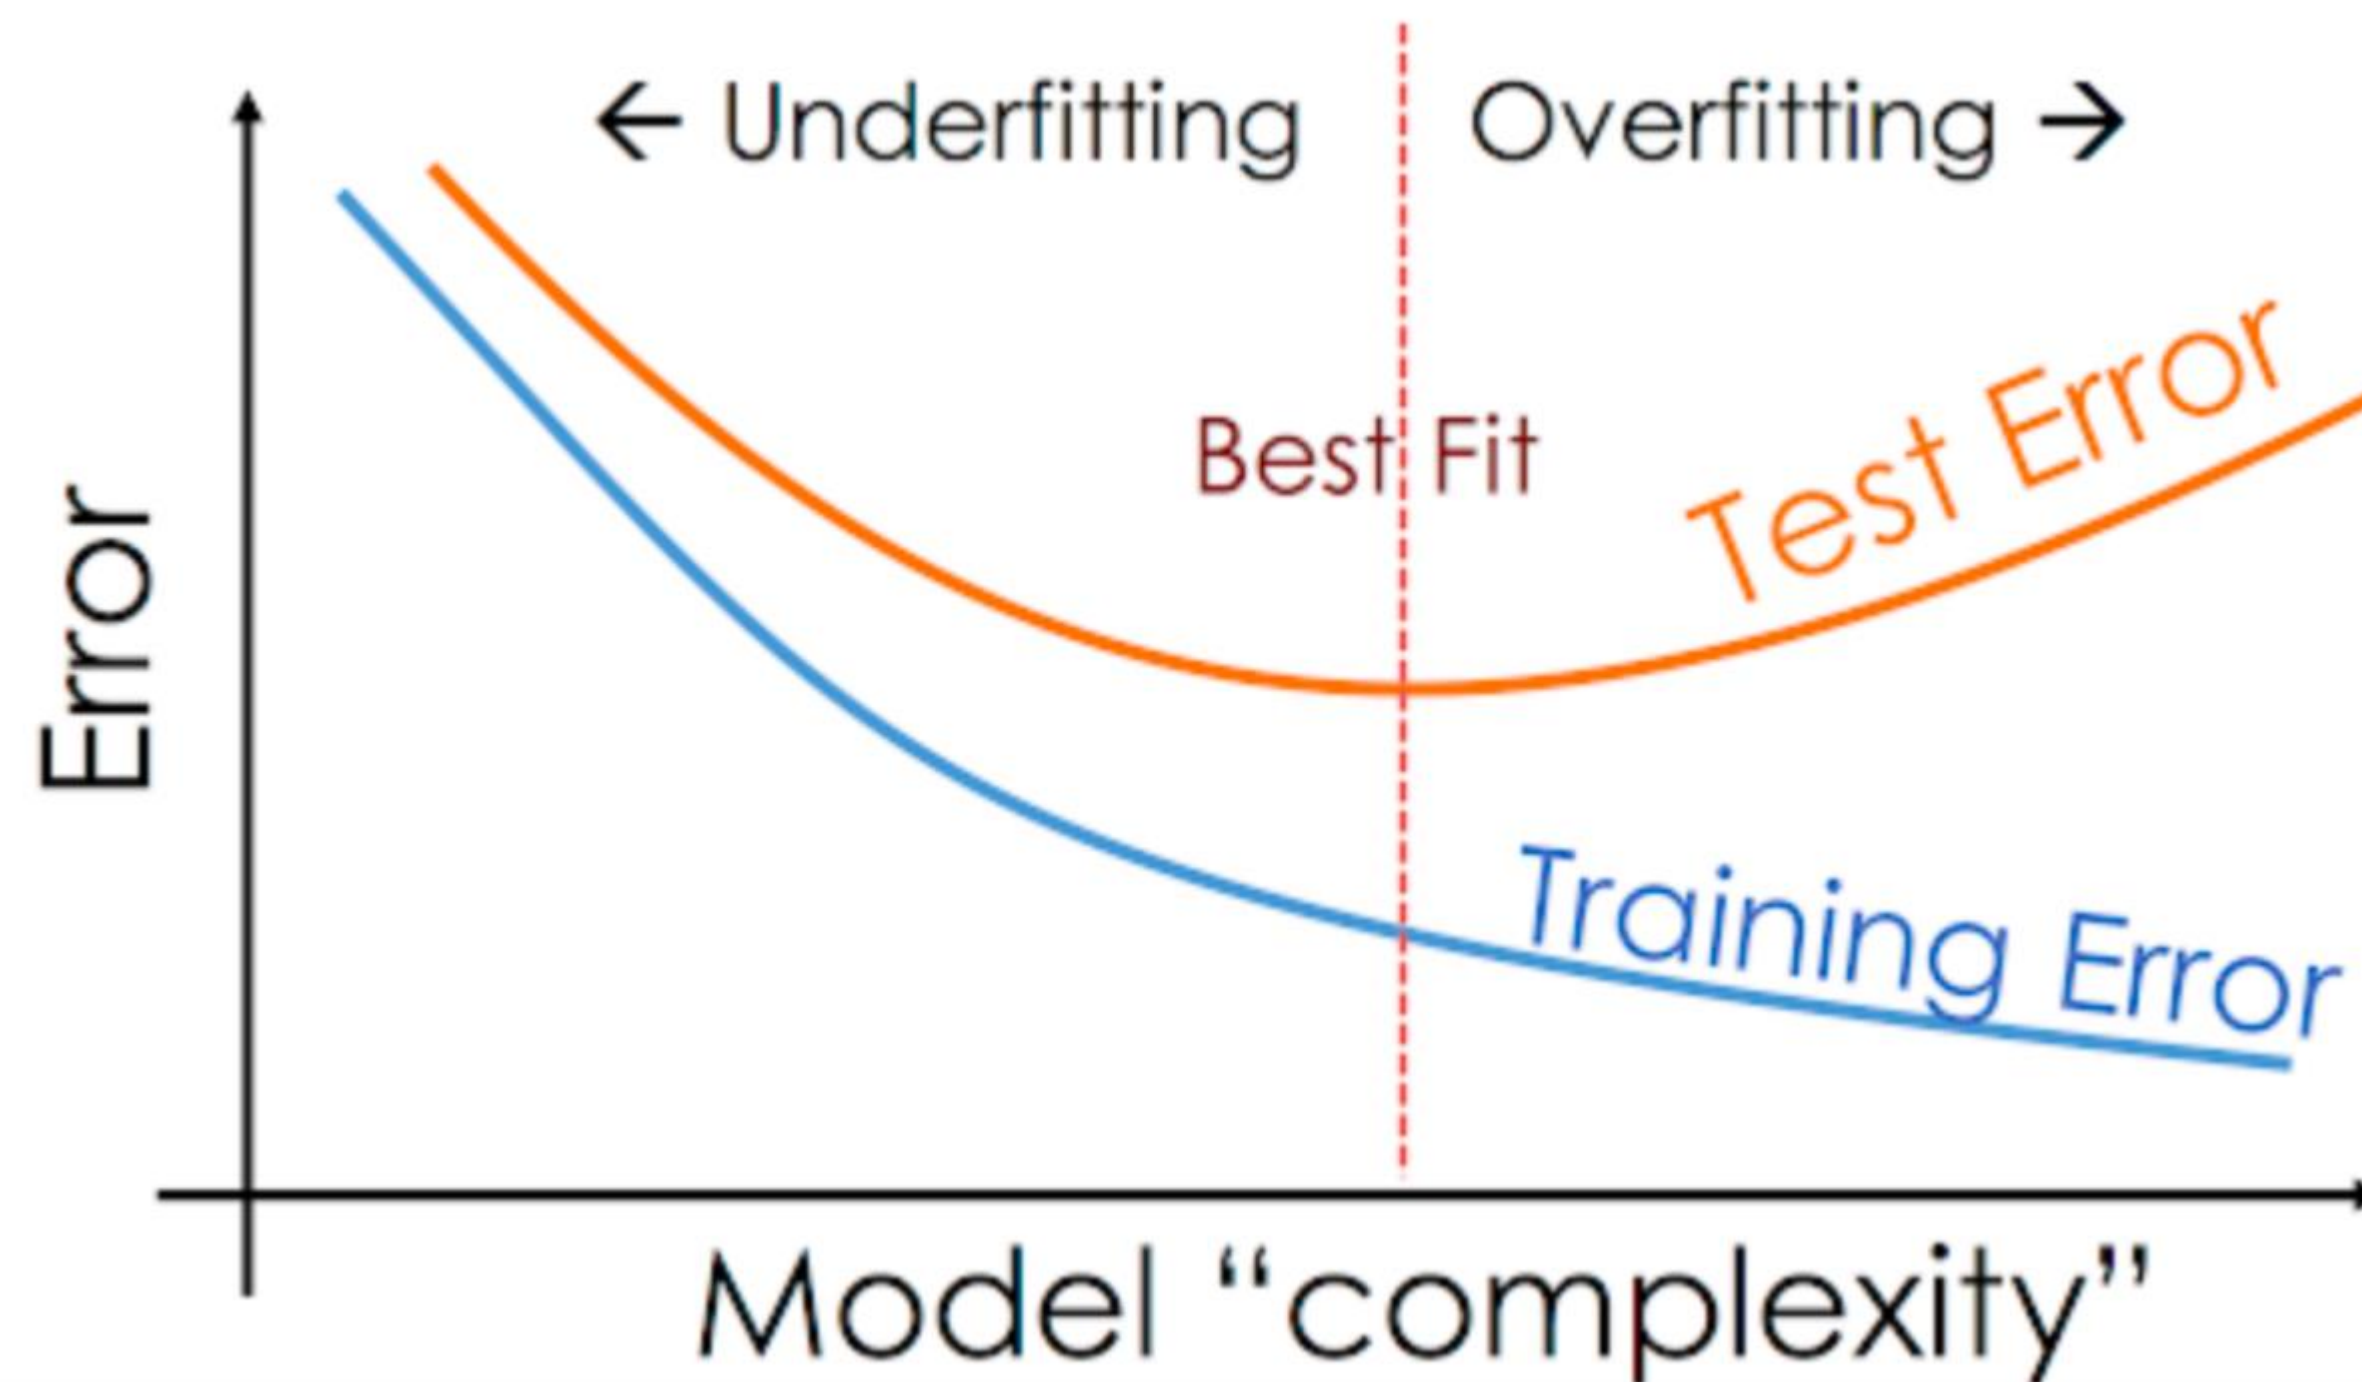 ← Underfitting
Overfitting →
Best Fit
Test Error
Error
Training Error
Model “complexity”